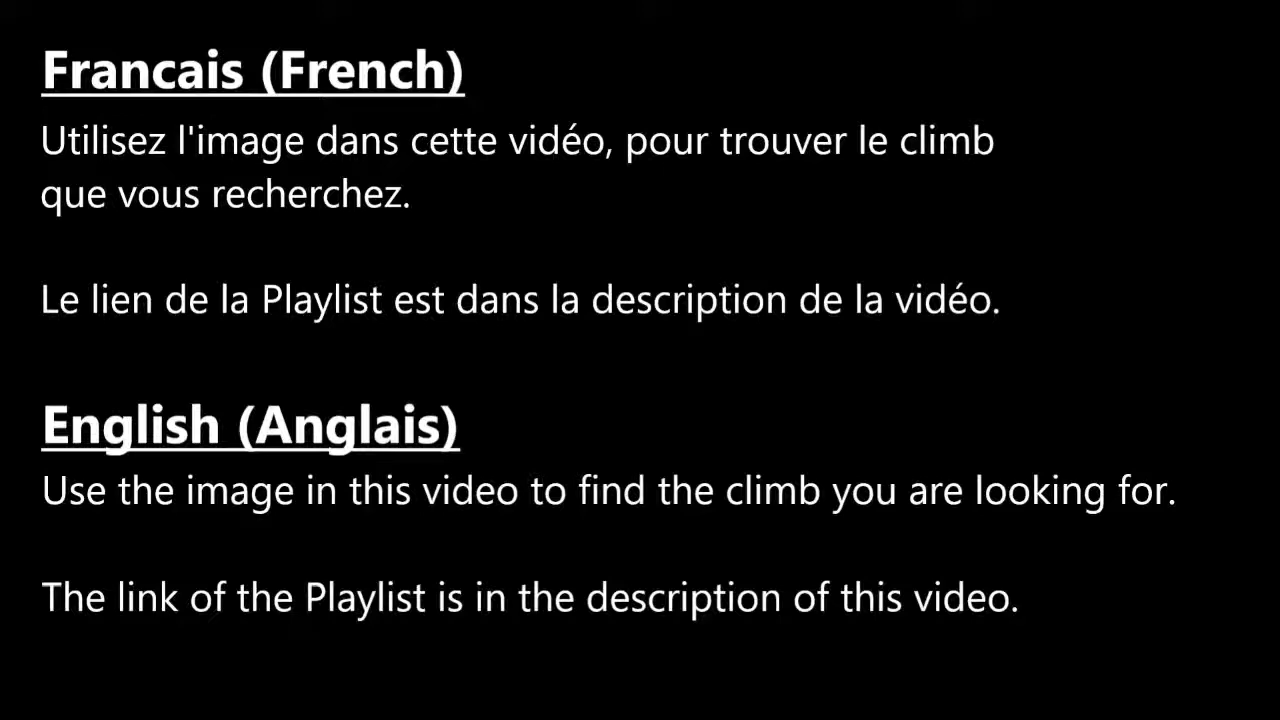 Francais (French)
Utilisez l'image dans cette vidéo, pour trouver le climb
que vous recherchez.
Le lien de la Playlist est dans la description de la vidéo.
English (Anglais)
Use the image in this video to find the climb you are looking for.
The link of the Playlist is in the description of this video.